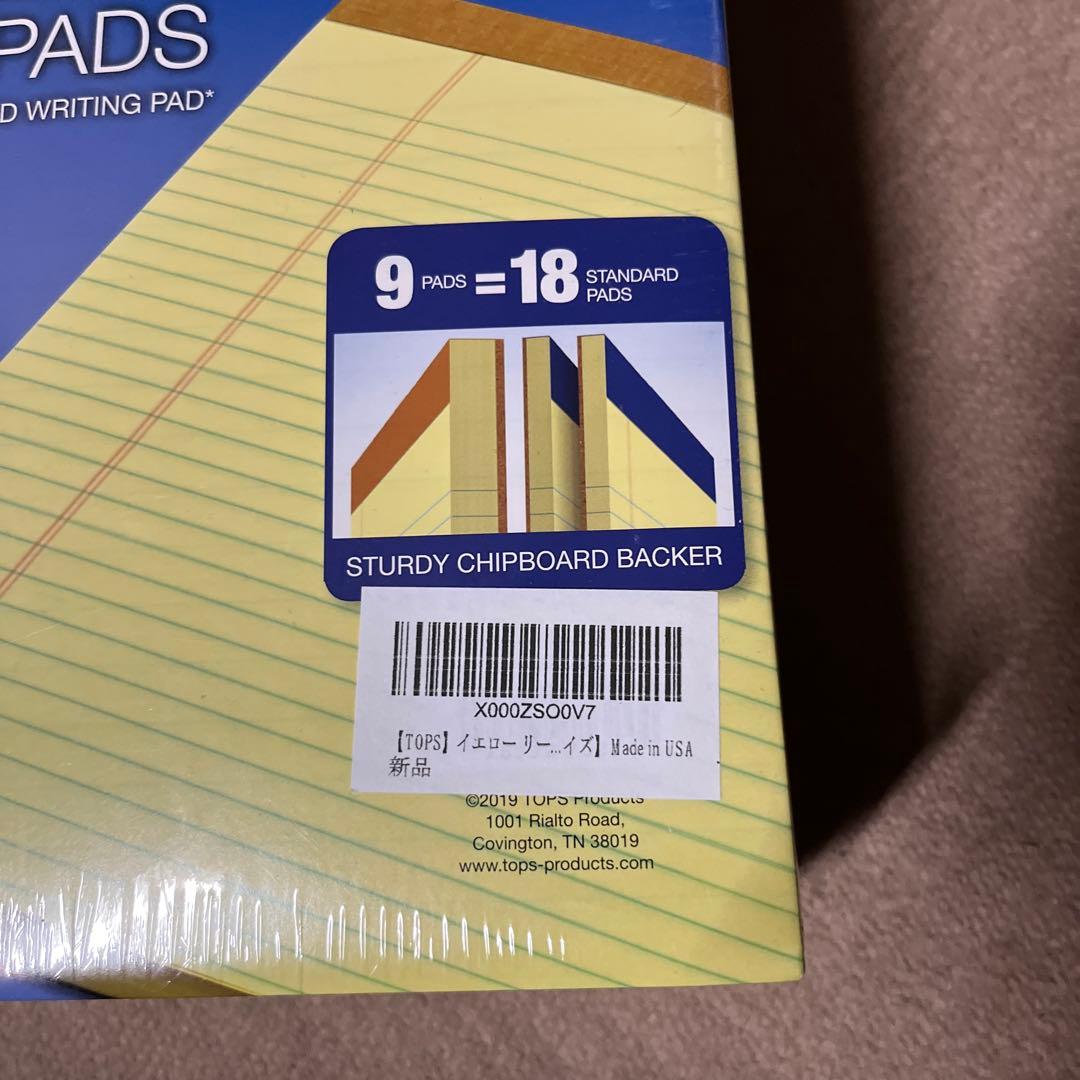 PADS
D WRITING PAD*
9 PADS = 18 STANDARD PADS
STURDY CHIPBOARD BACKER
X000ZSO0V7
【TOPS】イエロー リー...イズ】Made in USA
新品
©2019 TOPS Products
1001 Rialto Road,
Covington, TN 38019
www.tops-products.com